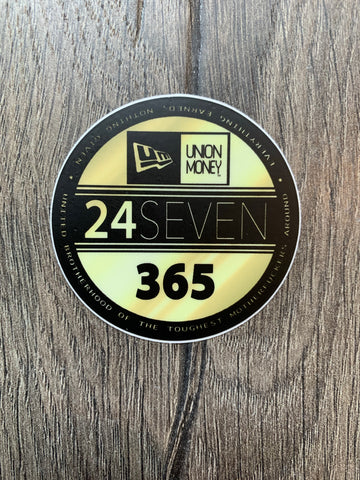 EVERYTHING EARNED, NOTHING GIVEN.
UNION
MONEY
24SEVEN
365
UNITED BROTHERHOOD OF THE TOUGHEST MOTHERFUCKERS AROUND